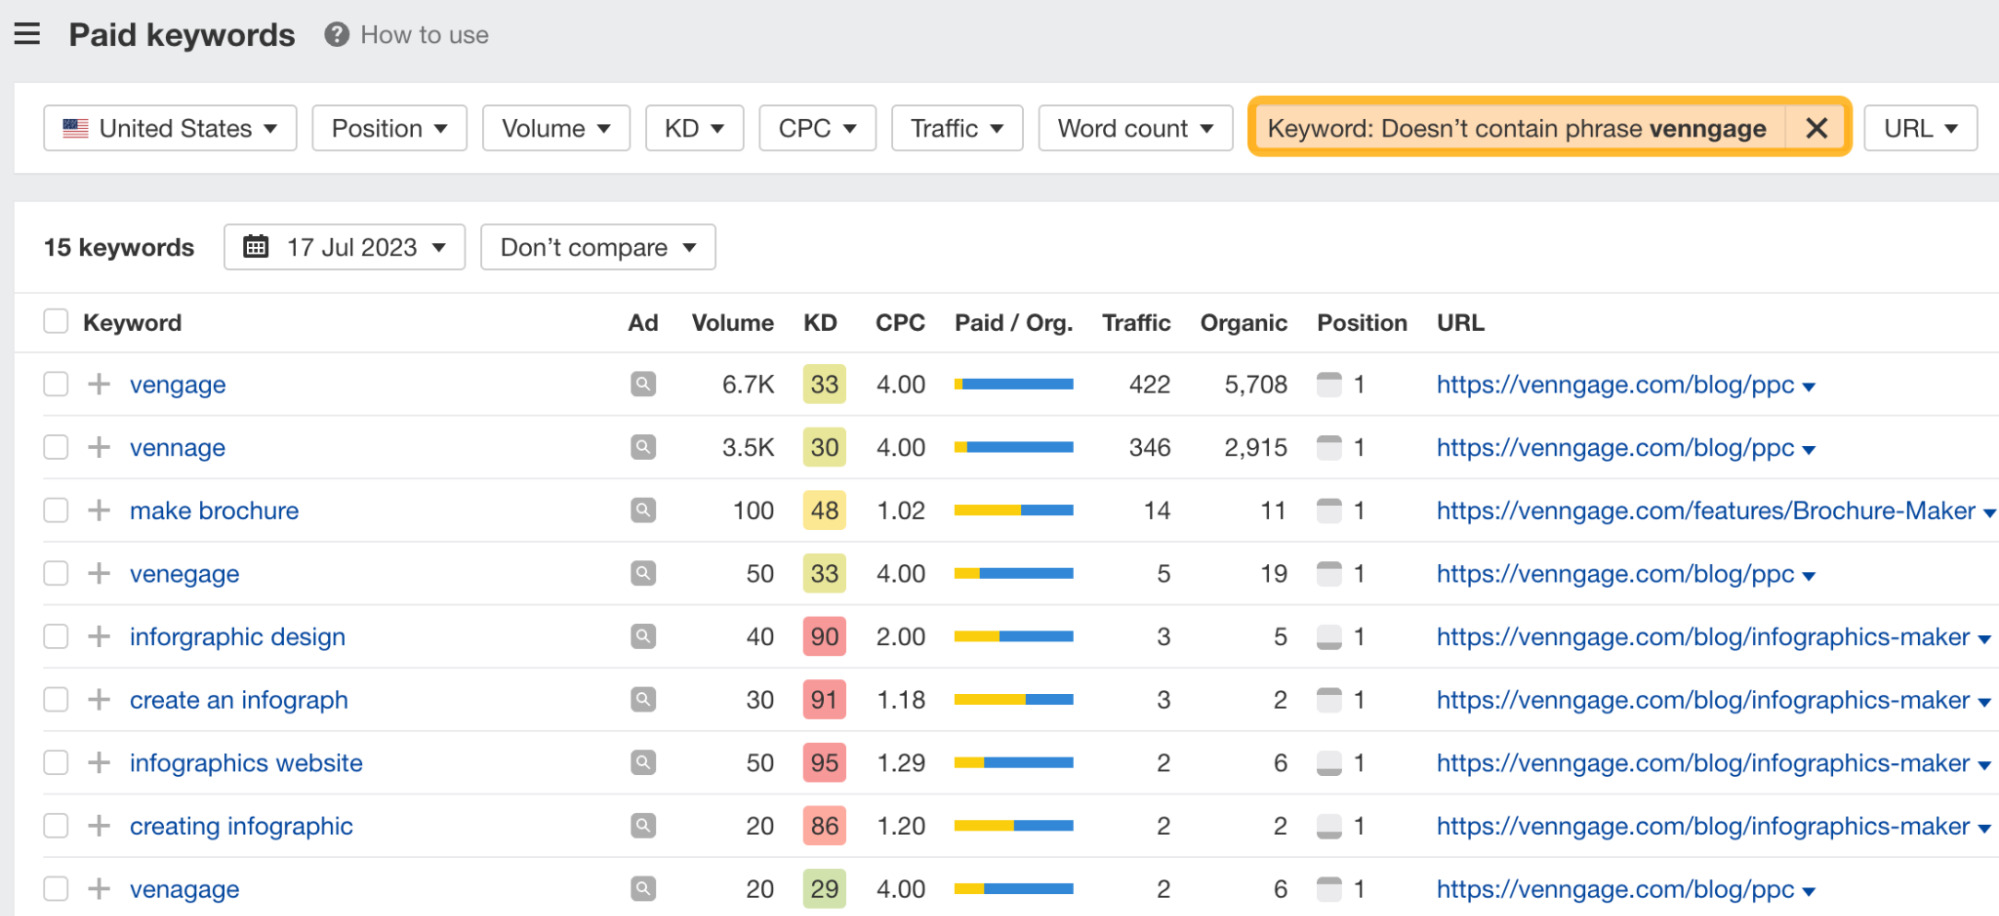 Paid keywords ? How to use
United States Position Volume KD CPC Traffic Word count Keyword: Doesn’t contain phrase venngage URL
15 keywords 17 Jul 2023 Don’t compare
Keyword Ad Volume KD CPC Paid / Org. Traffic Organic Position URL
vengage 6.7K 33 4.00 422 5,708 1 https://venngage.com/blog/ppc
vennage 3.5K 30 4.00 346 2,915 1 https://venngage.com/blog/ppc
make brochure 100 48 1.02 14 11 1 https://venngage.com/features/Brochure-Maker
venegage 50 33 4.00 5 19 1 https://venngage.com/blog/ppc
inforgraphic design 40 90 2.00 3 5 1 https://venngage.com/blog/infographics-maker
create an infograph 30 91 1.18 3 2 1 https://venngage.com/blog/infographics-maker
infographics website 50 95 1.29 2 6 1 https://venngage.com/blog/infographics-maker
creating infographic 20 86 1.20 2 2 1 https://venngage.com/blog/infographics-maker
venagage 20 29 4.00 2 6 1 https://venngage.com/blog/ppc